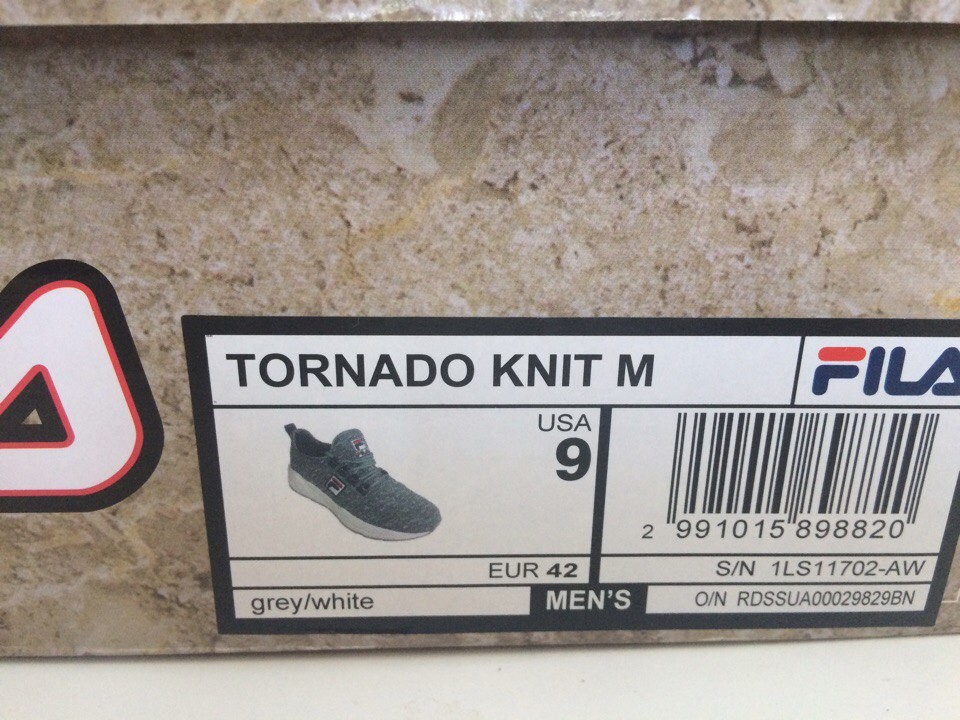 TORNADO KNIT M
FILA
USA
9
2 991015 898820
EUR 42
S/N 1LS11702-AW
grey/white
MEN'S
O/N RDSSUA00029829BN
A